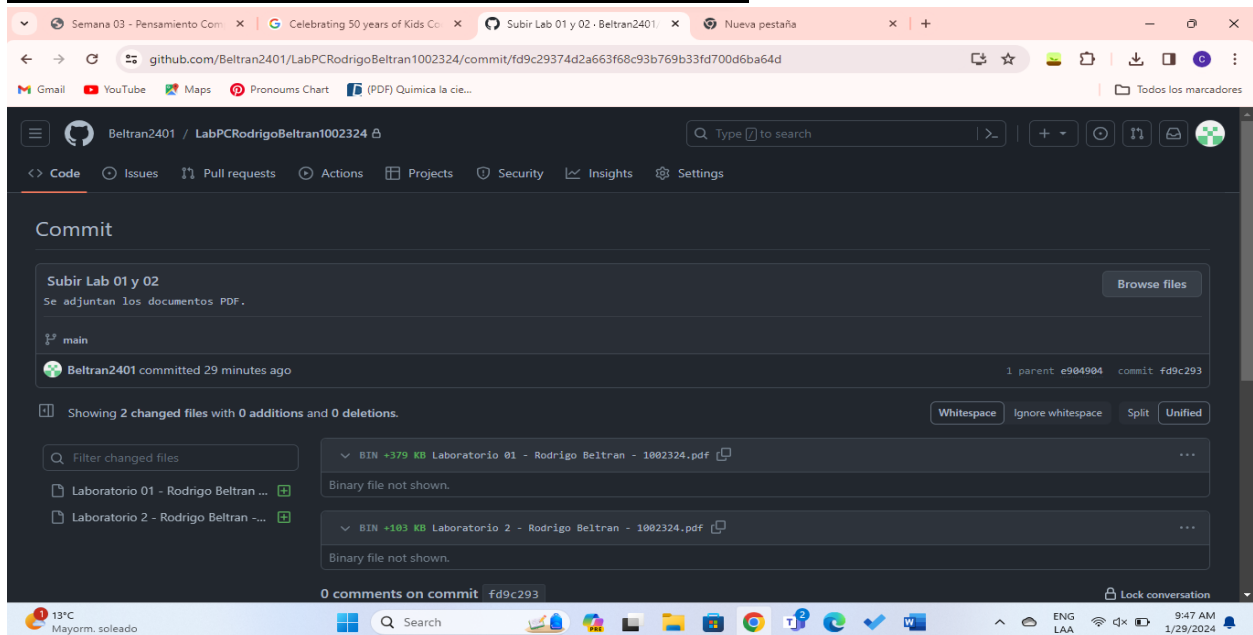 Semana 03 - Pensamiento Com
Celebrating 50 years of Kids Co
Subir Lab 01 y 02 · Beltran2401/
Nueva pestaña
github.com/Beltran2401/LabPCRodrigoBeltran1002324/commit/fd9c29374d2a663f68c93b769b33fd700d6ba64d
C
Gmail YouTube Maps Pronoums Chart (PDF) Quimica la cie... Todos los marcadores
Beltran2401 / LabPCRodrigoBeltran1002324
Type / to search
Code Issues Pull requests Actions Projects Security Insights Settings
Commit
Subir Lab 01 y 02
Browse files
Se adjuntan los documentos PDF.
main
Beltran2401 committed 29 minutes ago
1 parent e904904 commit fd9c293
Showing 2 changed files with 0 additions and 0 deletions.
Whitespace Ignore whitespace Split Unified
Filter changed files
Laboratorio 01 - Rodrigo Beltran ...
Laboratorio 2 - Rodrigo Beltran -...
BIN +379 KB Laboratorio 01 - Rodrigo Beltran - 1002324.pdf
Binary file not shown.
BIN +103 KB Laboratorio 2 - Rodrigo Beltran - 1002324.pdf
Binary file not shown.
0 comments on commit fd9c293
Lock conversation
1
13°C
Mayorm. soleado
Search
PRE
2
ENG
LAA
9:47 AM
1/29/2024